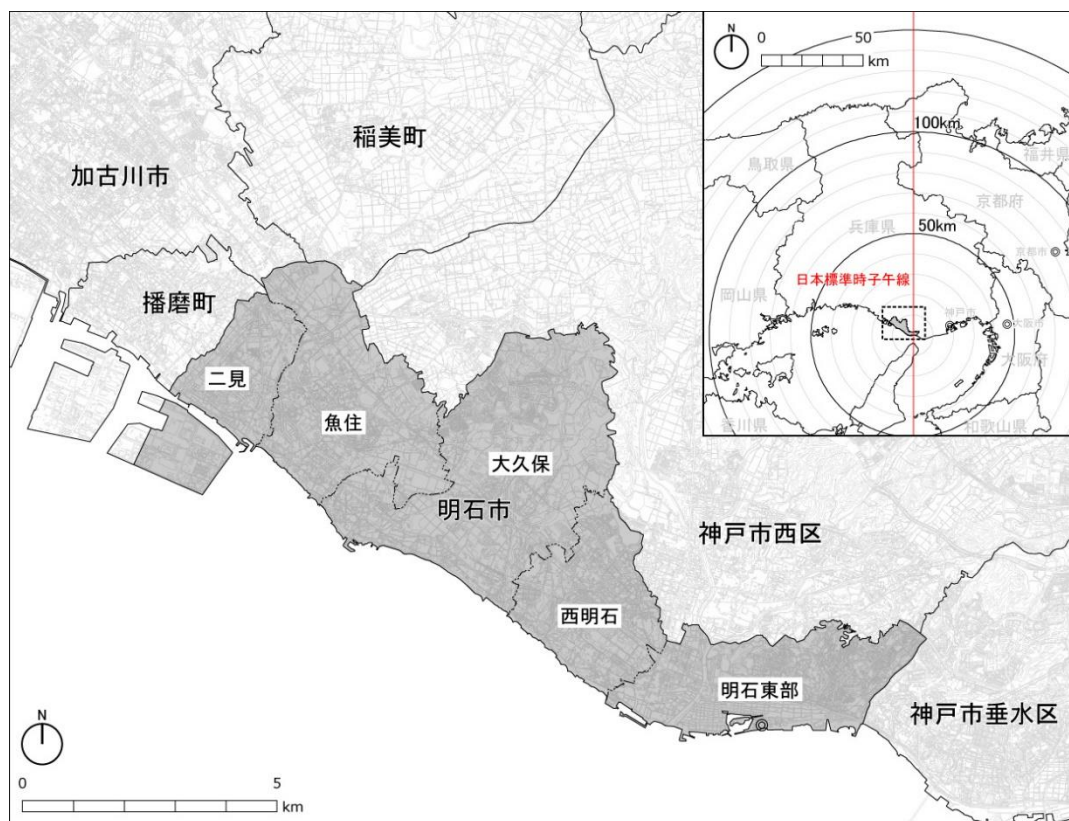 稲美町
加古川市
播磨町
二見
魚住
大久保
明石市
西明石
明石東部
神戸市西区
神戸市垂水区
N
0 5
km
N
0 50
km
100km
鳥取県
福井県
京都府
兵庫県
50km
京都市
日本標準時子午線
岡山県
神戸市
大阪市
大阪府
香川県
和歌山県